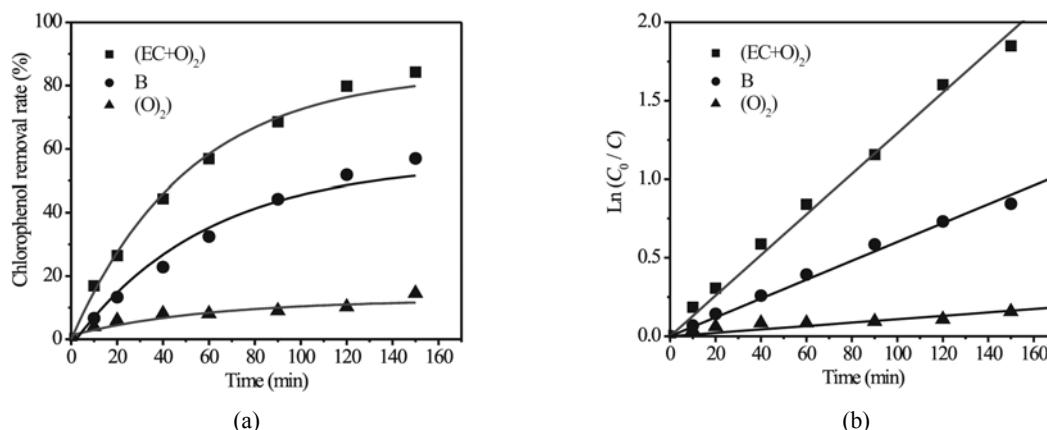 100
80
60
40
20
0
(EC+O)₂)
B
(O)₂)
Chlorophenol removal rate (%)
0 20 40 60 80 100 120 140 160
Time (min)
(a)
2.0
1.5
1.0
0.5
0.0
(EC+O)₂)
B
(O)₂)
Ln (C₀ / C)
0 20 40 60 80 100 120 140 160
Time (min)
(b)